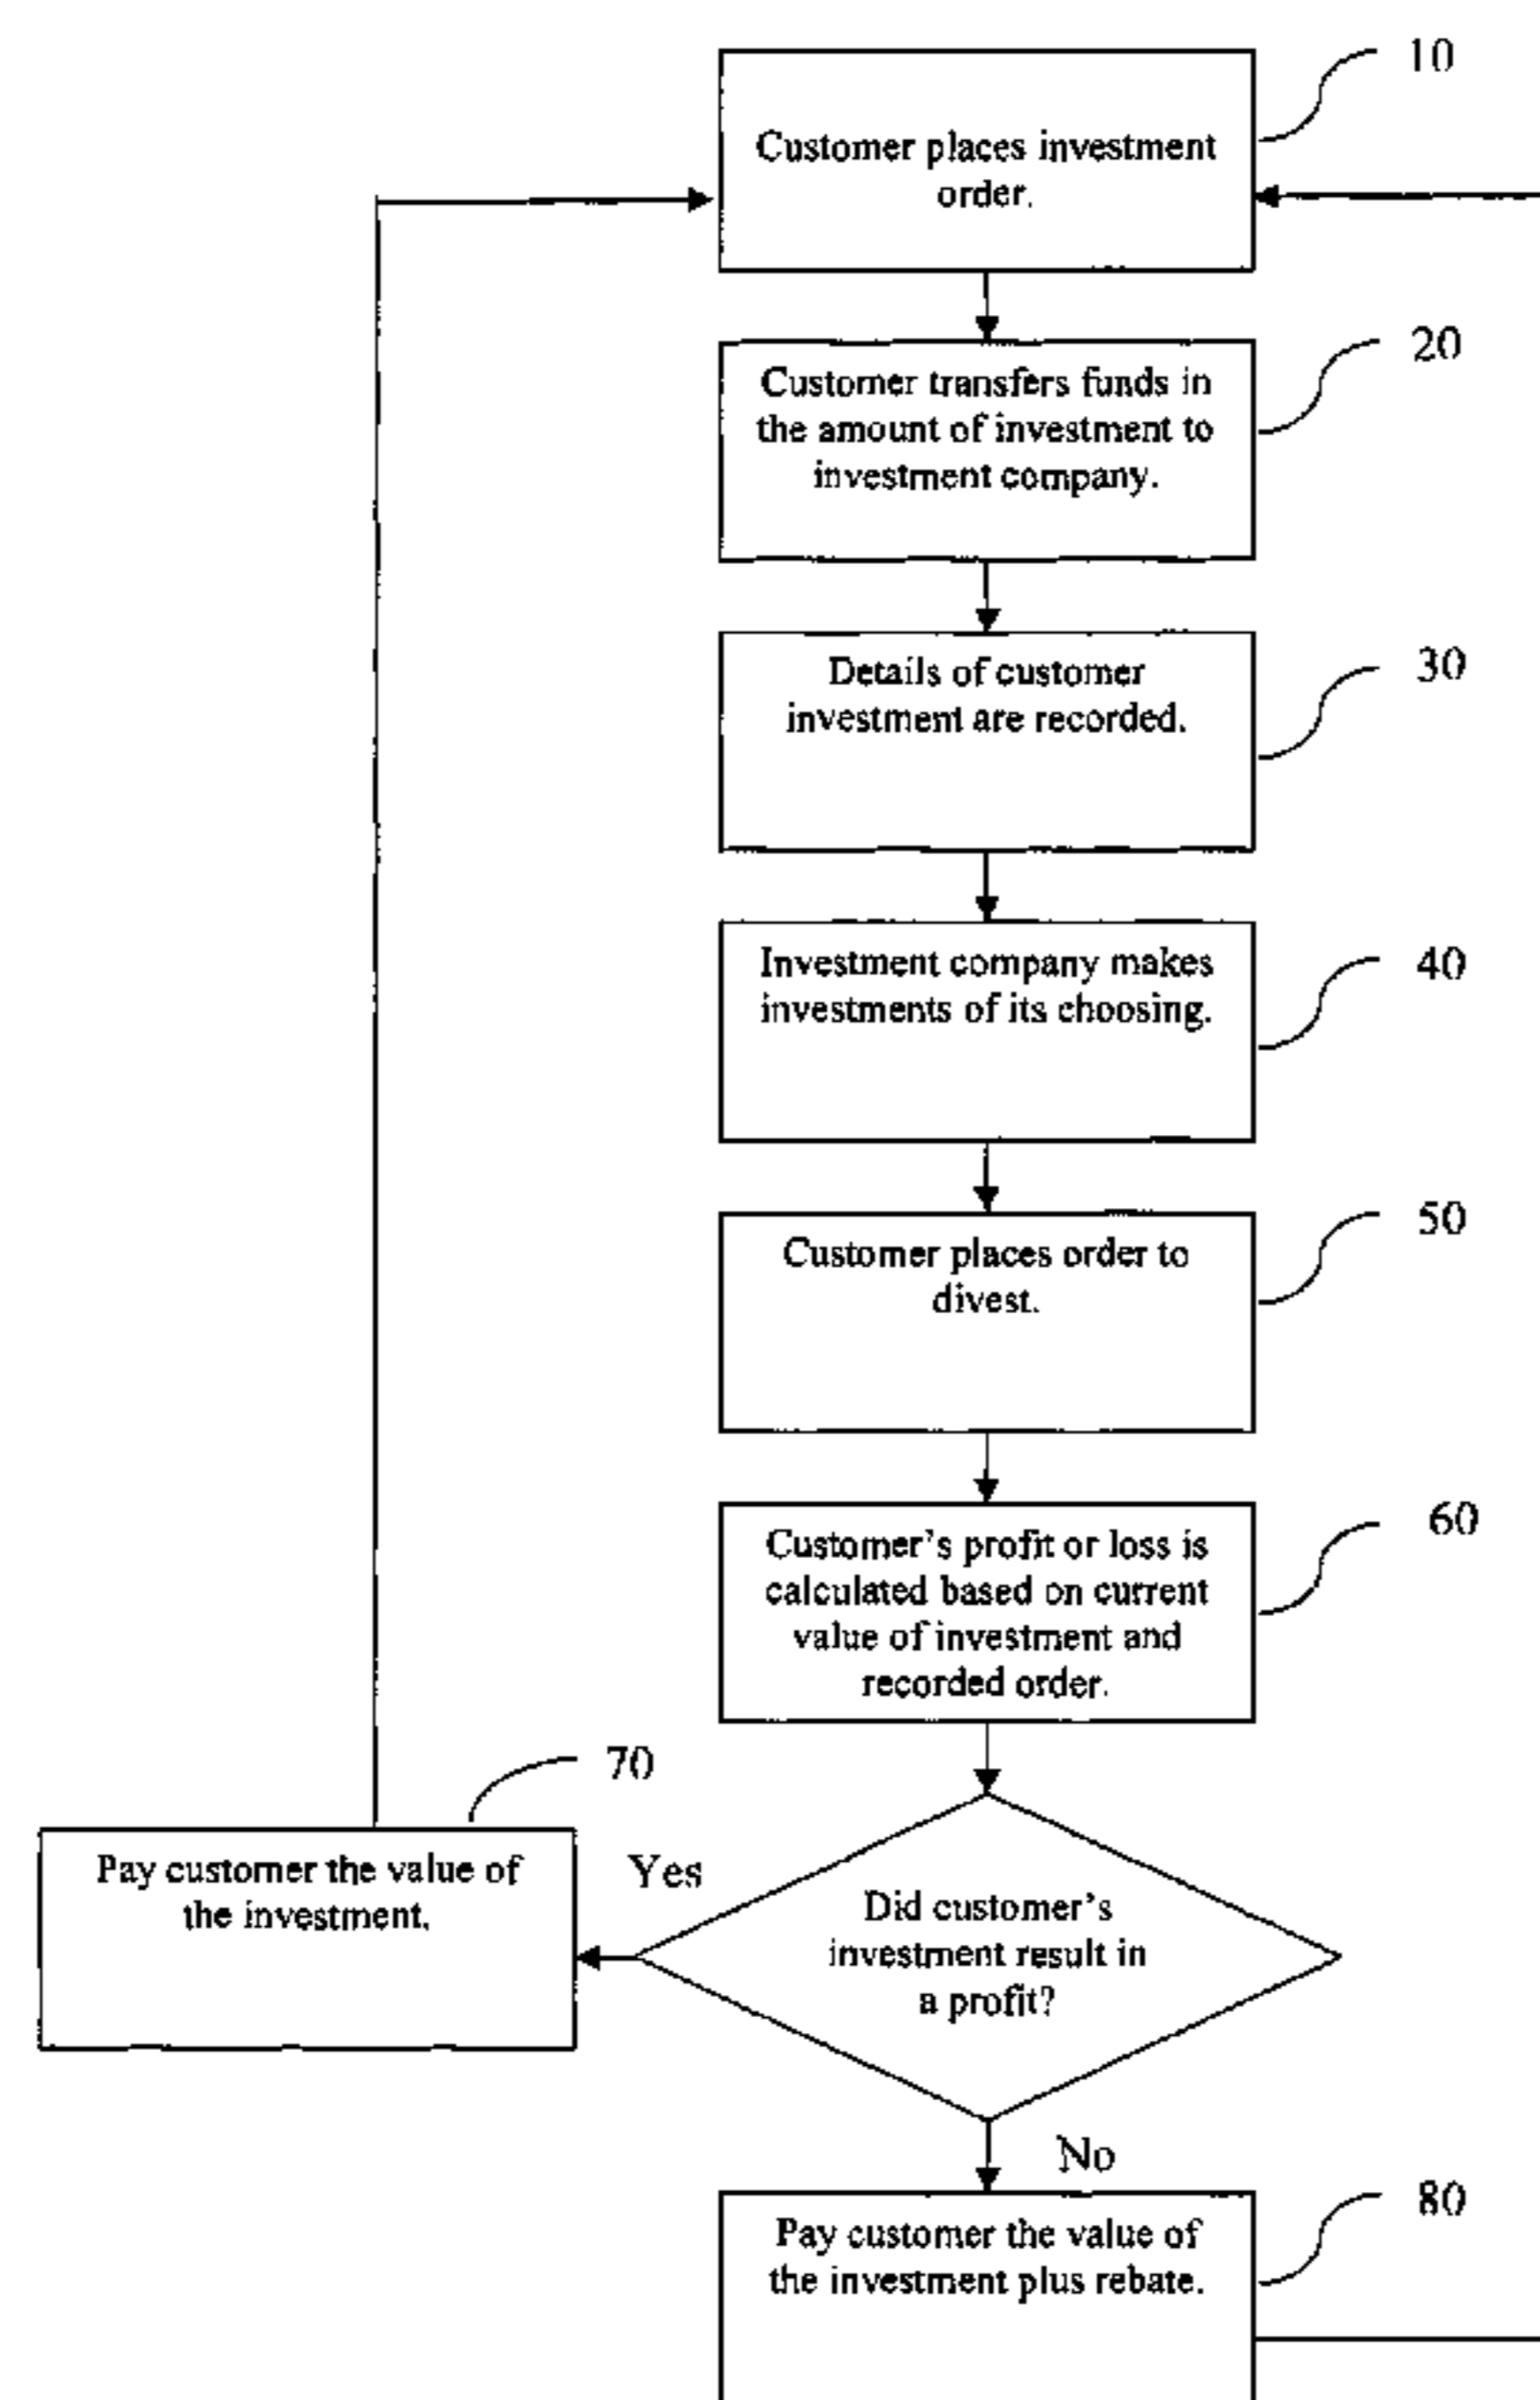 10
Customer places investment
order.
20
Customer transfers funds in
the amount of investment to
investment company.
30
Details of customer
investment are recorded.
40
Investment company makes
investments of its choosing.
50
Customer places order to
divest.
60
Customer's profit or loss is
calculated based on current
value of investment and
recorded order.
70
Pay customer the value of
the investment.
Yes
Did customer's
investment result in
a profit?
No
80
Pay customer the value of
the investment plus rebate.